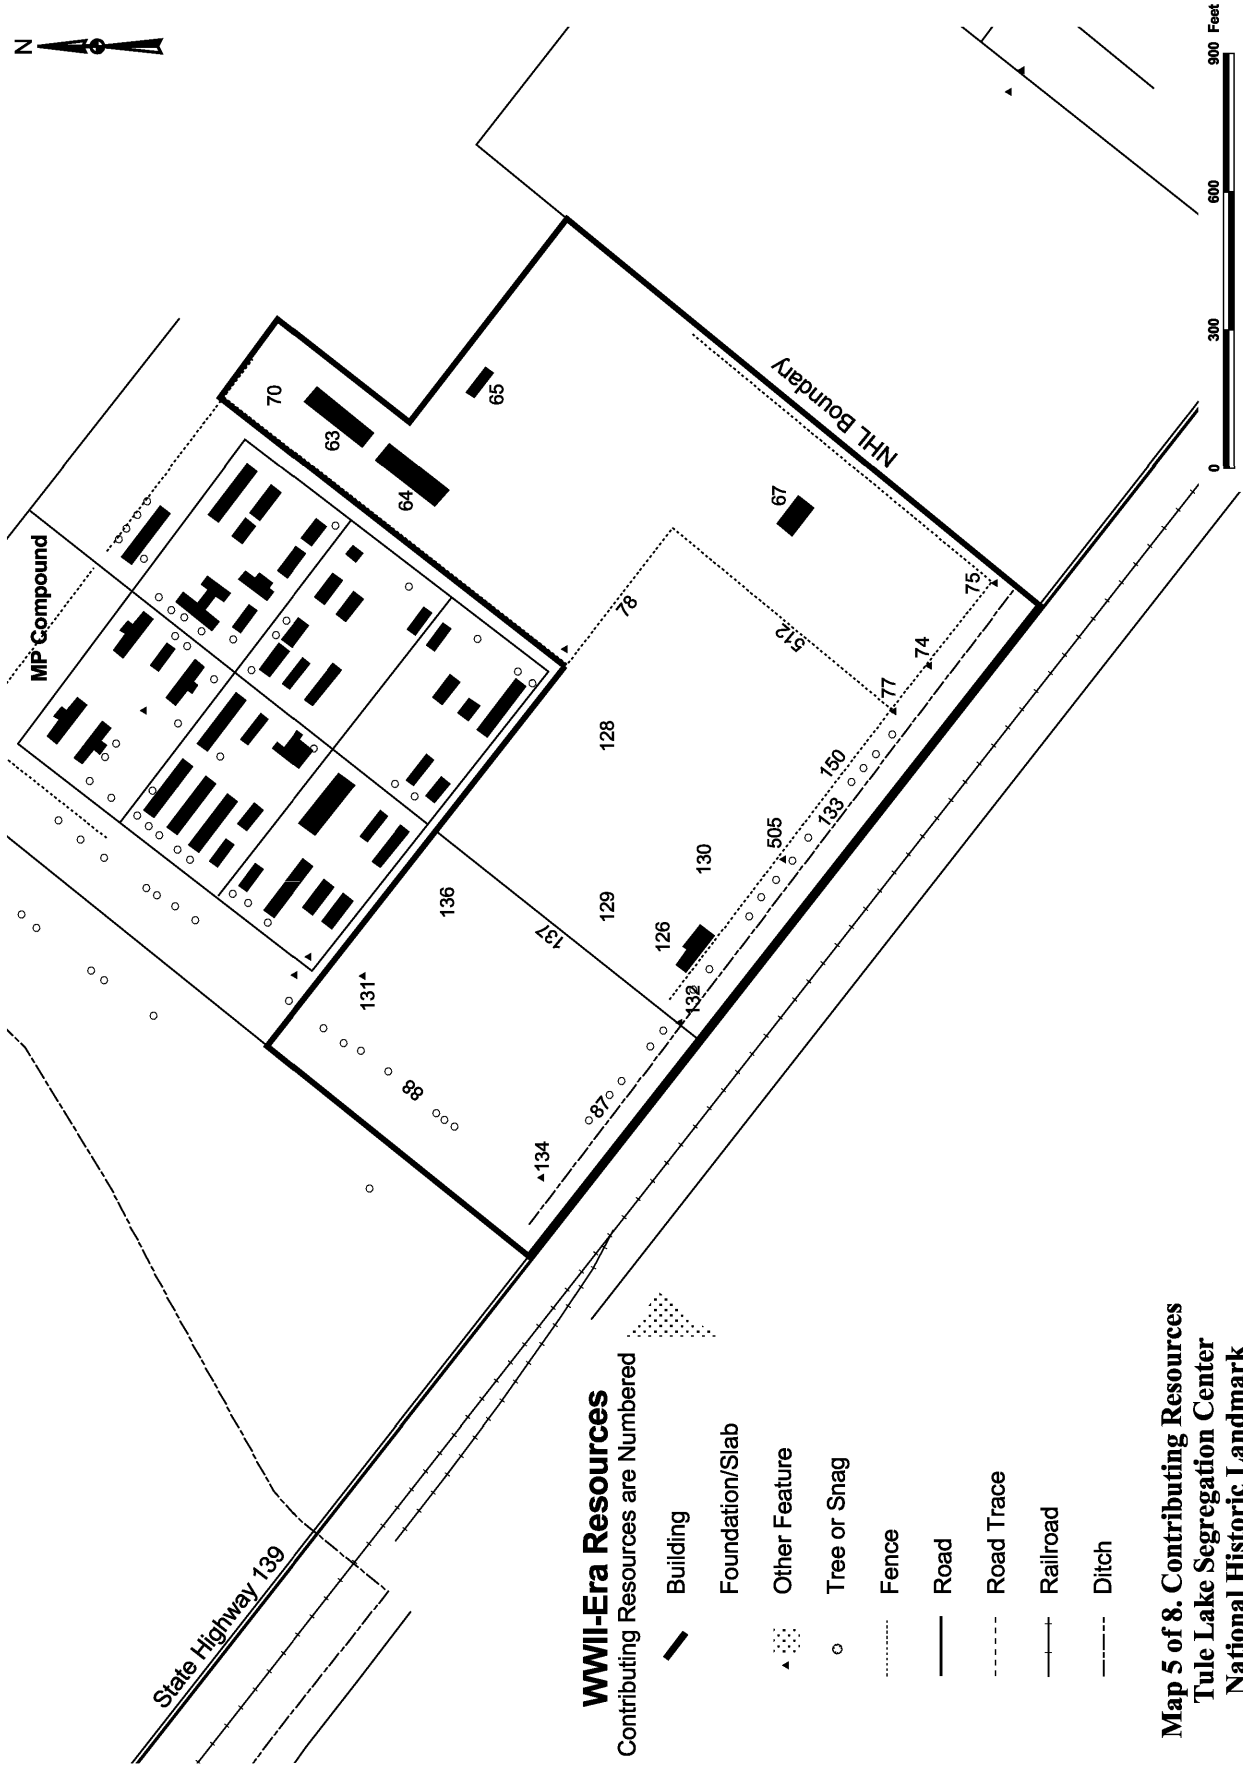 N
MP Compound
70
63
64
65
67
NHL Boundary
75
74
77
78
512
128
150
133
505
130
129
126
136
137
132
131
88
87
134
State Highway 139
0 300 600 900 Feet
WWII-Era Resources
Contributing Resources are Numbered
Building
Foundation/Slab
Other Feature
Tree or Snag
Fence
Road
Road Trace
Railroad
Ditch
Map 5 of 8. Contributing Resources
Tule Lake Segregation Center
National Historic Landmark